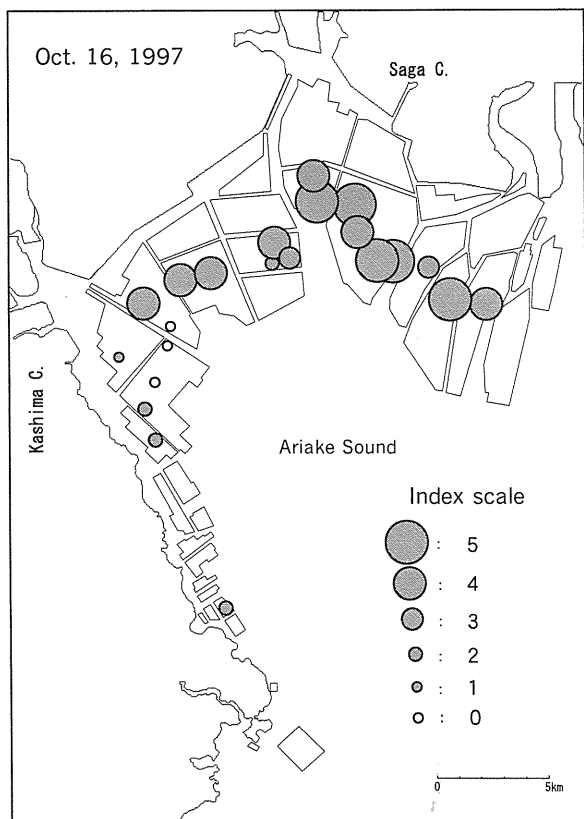 Oct. 16, 1997
Saga C.
Kashima C.
Ariake Sound
Index scale
: 5
: 4
: 3
: 2
: 1
: 0
0 5km